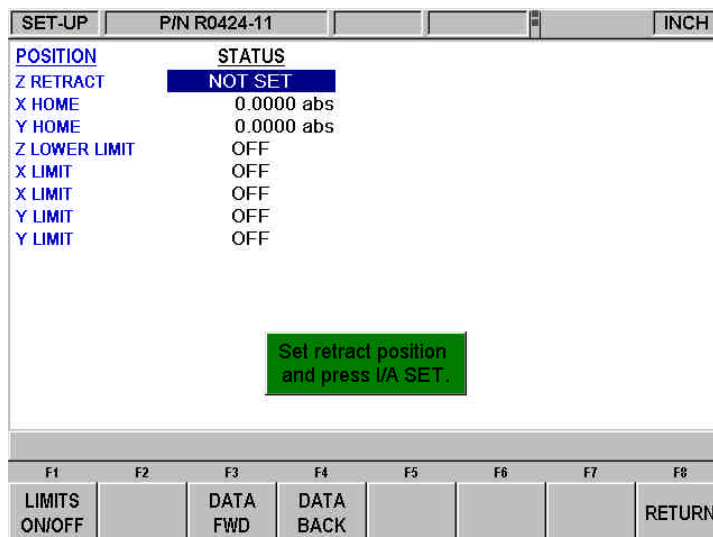 SET-UP P/N R0424-11 INCH
POSITION STATUS
Z RETRACT NOT SET
X HOME 0.0000 abs
Y HOME 0.0000 abs
Z LOWER LIMIT OFF
X LIMIT OFF
X LIMIT OFF
Y LIMIT OFF
Y LIMIT OFF
Set retract position
and press I/A SET.
F1 F2 F3 F4 F5 F6 F7 F8
LIMITS DATA DATA RETURN
ON/OFF FWD BACK